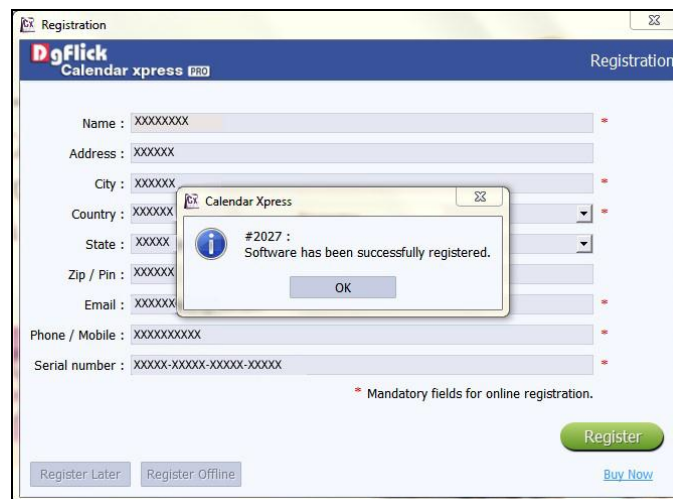 Registration
DgFlick
Calendar xpress PRO
Registration
Name : XXXXXXXX *
Address : XXXXXX
City : XXXXXX *
Country : XXXXXX *
State : XXXXX
Zip / Pin : XXXXXX
Email : XXXXXX *
Phone / Mobile : XXXXXXXXXX *
Serial number : XXXXX-XXXXX-XXXXX-XXXXX *
Calendar Xpress
#2027 :
Software has been successfully registered.
OK
* Mandatory fields for online registration.
Register
Register Later Register Offline Buy Now